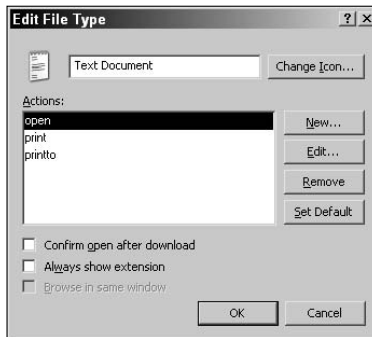 Edit File Type
Text Document
Change Icon...
Actions:
open
print
printto
New...
Edit...
Remove
Set Default
Confirm open after download
Always show extension
Browse in same window
OK
Cancel